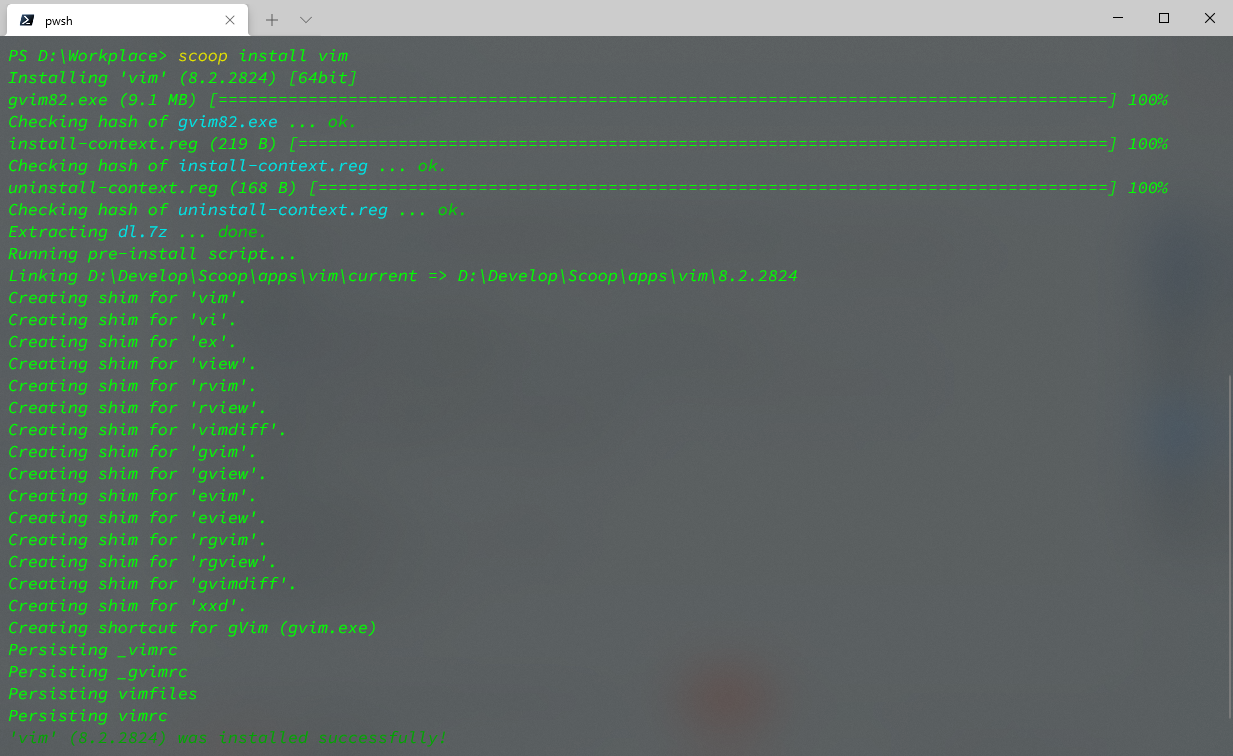 pwsh
PS D:\Workplace> scoop install vim
Installing 'vim' (8.2.2824) [64bit]
gvim82.exe (9.1 MB) [=========================================================================================] 100%
Checking hash of gvim82.exe ... ok.
install-context.reg (219 B) [=================================================================================] 100%
Checking hash of install-context.reg ... ok.
uninstall-context.reg (168 B) [===============================================================================] 100%
Checking hash of uninstall-context.reg ... ok.
Extracting dl.7z ... done.
Running pre-install script...
Linking D:\Develop\Scoop\apps\vim\current => D:\Develop\Scoop\apps\vim\8.2.2824
Creating shim for 'vim'.
Creating shim for 'vi'.
Creating shim for 'ex'.
Creating shim for 'view'.
Creating shim for 'rvim'.
Creating shim for 'rview'.
Creating shim for 'vimdiff'.
Creating shim for 'gvim'.
Creating shim for 'gview'.
Creating shim for 'evim'.
Creating shim for 'eview'.
Creating shim for 'rgvim'.
Creating shim for 'rgview'.
Creating shim for 'gvimdiff'.
Creating shim for 'xxd'.
Creating shortcut for gVim (gvim.exe)
Persisting _vimrc
Persisting _gvimrc
Persisting vimfiles
Persisting vimrc
'vim' (8.2.2824) was installed successfully!